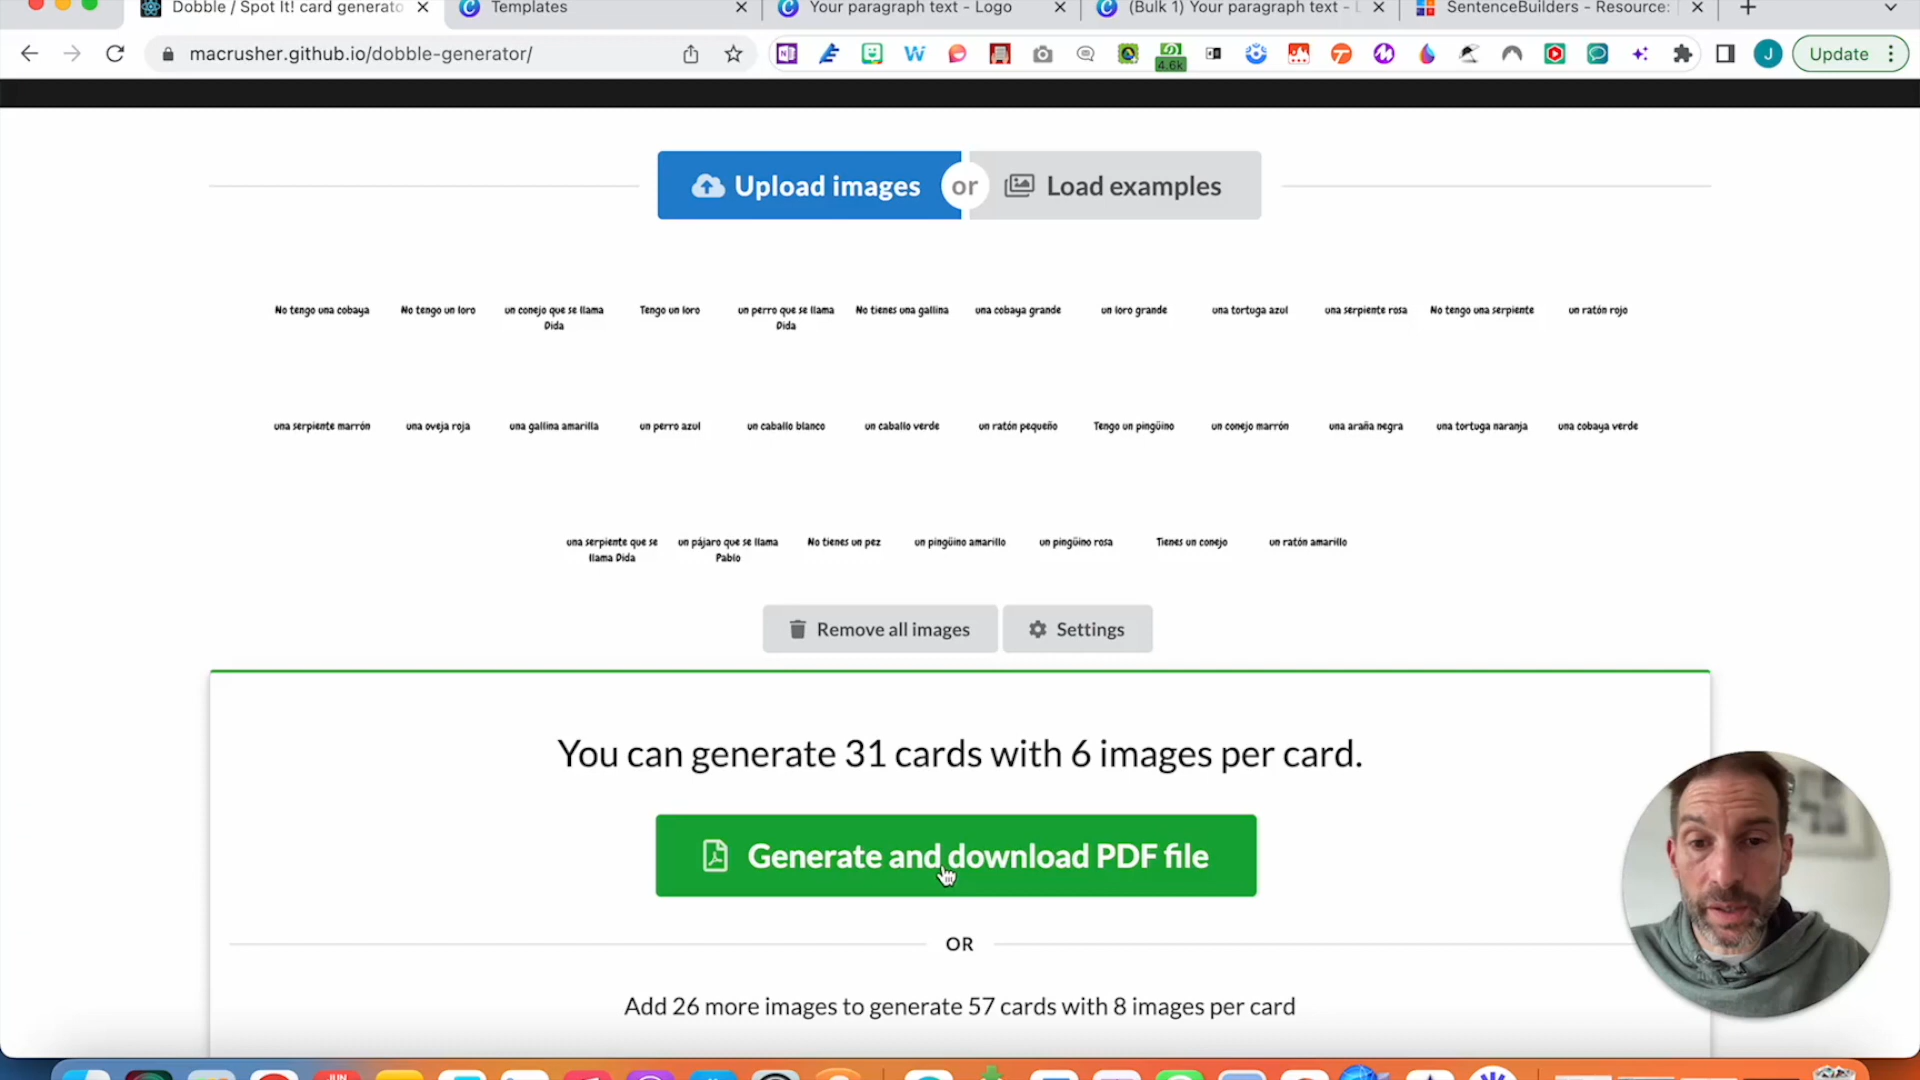 Dobble / Spot It! card generato
Templates
Your paragraph text - Logo
(Bulk 1) Your paragraph text - L
SentenceBuilders - Resource:
macrusher.github.io/dobble-generator/
4.6k
J
Update
Upload images
or
Load examples
No tengo una cobaya
No tengo un loro
un conejo que se llama
Dida
Tengo un loro
un perro que se llama
Dida
No tienes una gallina
una cobaya grande
un loro grande
una tortuga azul
una serpiente rosa
No tengo una serpiente
un ratón rojo
una serpiente marrón
una oveja roja
una gallina amarilla
un perro azul
un caballo blanco
un caballo verde
un ratón pequeño
Tengo un pingüino
un conejo marrón
una araña negra
una tortuga naranja
una cobaya verde
una serpiente que se
llama Dida
un pájaro que se llama
Pablo
No tienes un pez
un pingüino amarillo
un pingüino rosa
Tienes un conejo
un ratón amarillo
Remove all images
Settings
You can generate 31 cards with 6 images per card.
Generate and download PDF file
OR
Add 26 more images to generate 57 cards with 8 images per card
JUN